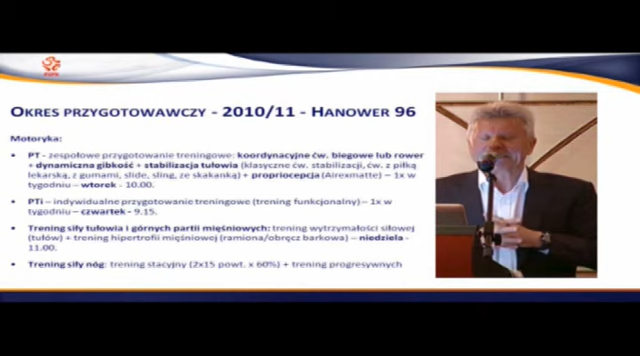 OKRES PRZYGOTOWAWCZY - 2010/11 - HANOWER 96
Motoryka:
• PT - zespołowe przygotowanie treningowe: koordynacyjne ćw. biegowe lub rower
+ dynamiczna gibkość + stabilizacja tułowia (klasyczne ćw. stabilizacji, ćw. z piłką
lekarską, z gumami, slide, sling, ze skakanką) + propriocepcja (Airexmatte) – 1x w
tygodniu – wtorek - 10.00.
• PTi – indywidualne przygotowanie treningowe (trening funkcjonalny) – 1x w
tygodniu – czwartek – 9.15.
• Trening siły tułowia i górnych partii mięśniowych: trening wytrzymałości siłowej
(tułów) + trening hipertrofii mięśniowej (ramiona/obręcz barkowa) – niedziela -
11.00.
• Trening siły nóg: trening stacyjny (2x15 powt. x 60%) + trening progresywnych